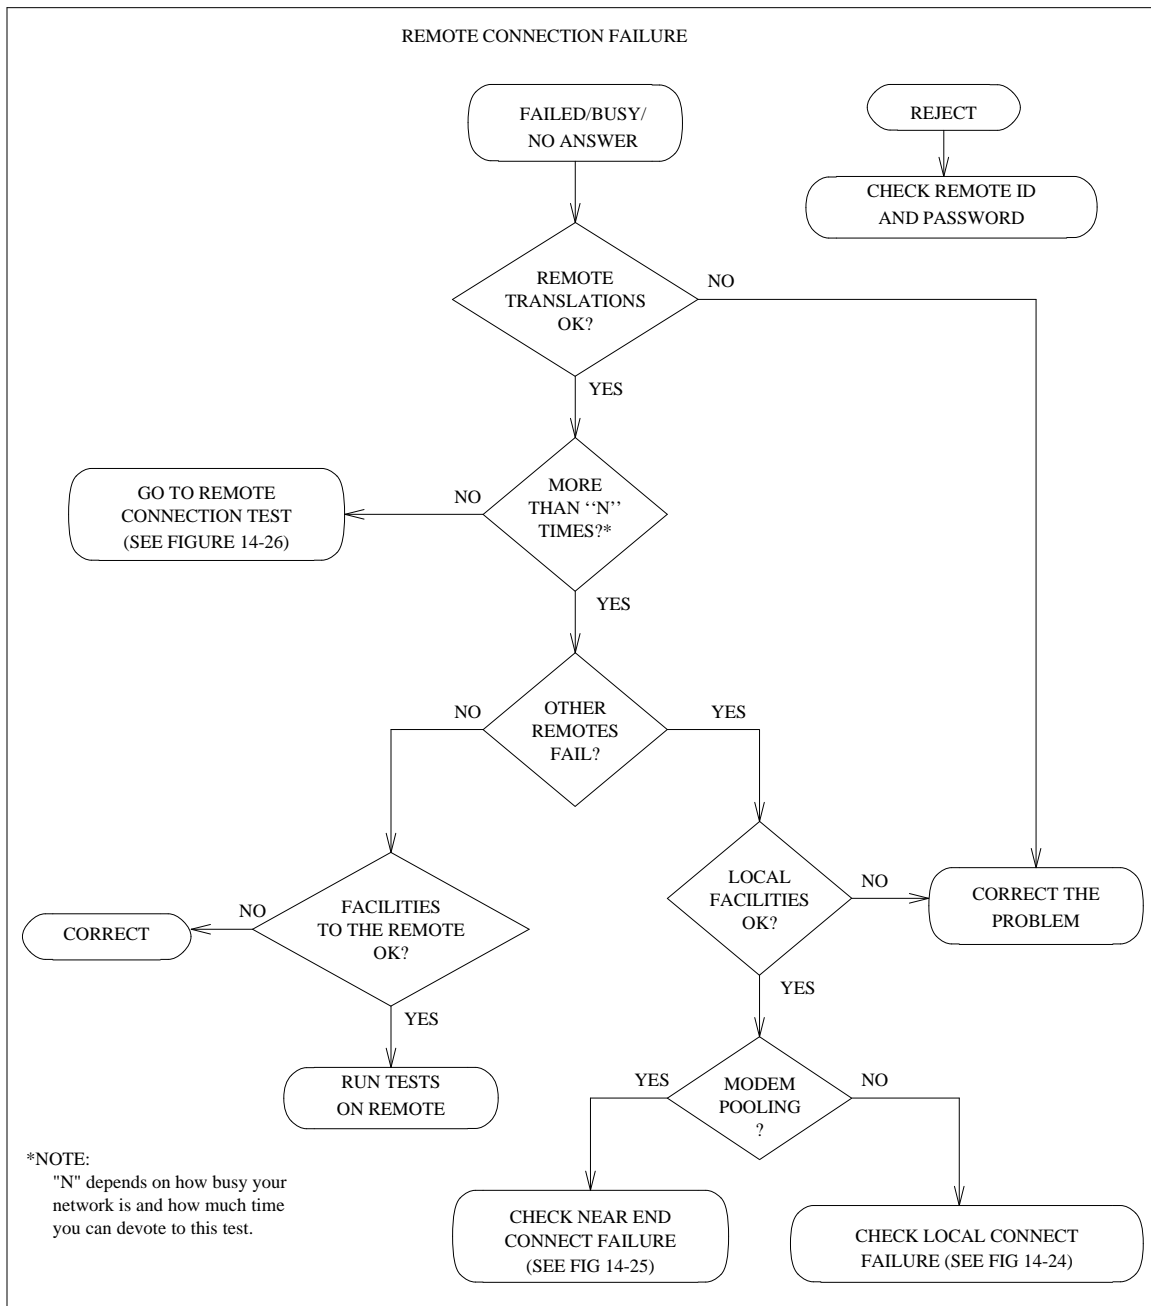 REMOTE CONNECTION FAILURE
FAILED/BUSY/
NO ANSWER
REJECT
CHECK REMOTE ID
AND PASSWORD
REMOTE
TRANSLATIONS
OK?
NO
YES
MORE
THAN ‘‘N’’
TIMES?*
NO
GO TO REMOTE
CONNECTION TEST
(SEE FIGURE 14-26)
YES
OTHER
REMOTES
FAIL?
NO
YES
LOCAL
FACILITIES
OK?
NO
CORRECT THE
PROBLEM
FACILITIES
TO THE REMOTE
OK?
NO
CORRECT
YES
RUN TESTS
ON REMOTE
YES
MODEM
POOLING
?
YES
NO
CHECK NEAR END
CONNECT FAILURE
(SEE FIG 14-25)
CHECK LOCAL CONNECT
FAILURE (SEE FIG 14-24)
*NOTE:
"N" depends on how busy your
network is and how much time
you can devote to this test.